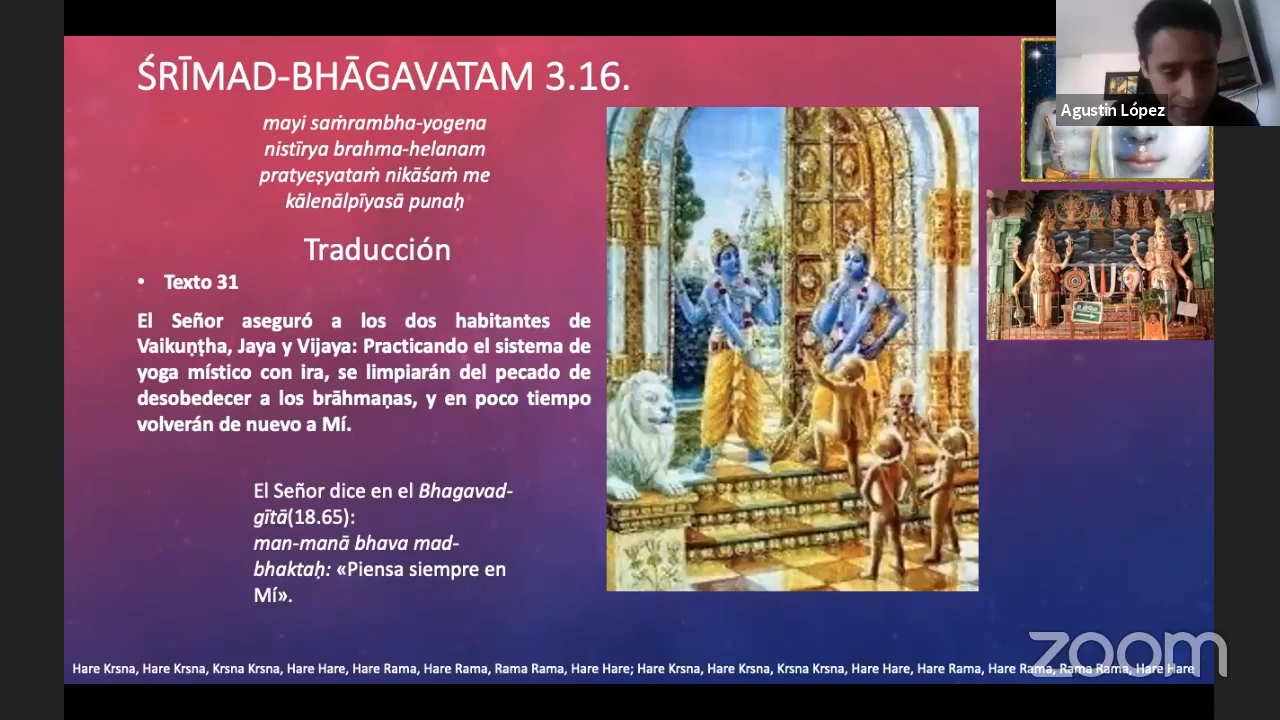 ŚRĪMAD-BHĀGAVATAM 3.16.
mayi saṁrambha-yogena
nistīrya brahma-helanam
pratyeṣyataṁ nikāśaṁ me
kālenālpīyasā punaḥ
Traducción
• Texto 31
El Señor aseguró a los dos habitantes de
Vaikuṇṭha, Jaya y Vijaya: Practicando el sistema de
yoga místico con ira, se limpiarán del pecado de
desobedecer a los brāhmaṇas, y en poco tiempo
volverán de nuevo a Mí.
El Señor dice en el Bhagavad-
gītā(18.65):
man-manā bhava mad-
bhaktaḥ: «Piensa siempre en
Mí».
Agustin López
zoom
Hare Krsna, Hare Krsna, Krsna Krsna, Hare Hare, Hare Rama, Hare Rama, Rama Rama, Hare Hare; Hare Krsna, Hare Krsna, Krsna Krsna, Hare Hare, Hare Rama, Hare Rama, Rama Rama, Hare Hare